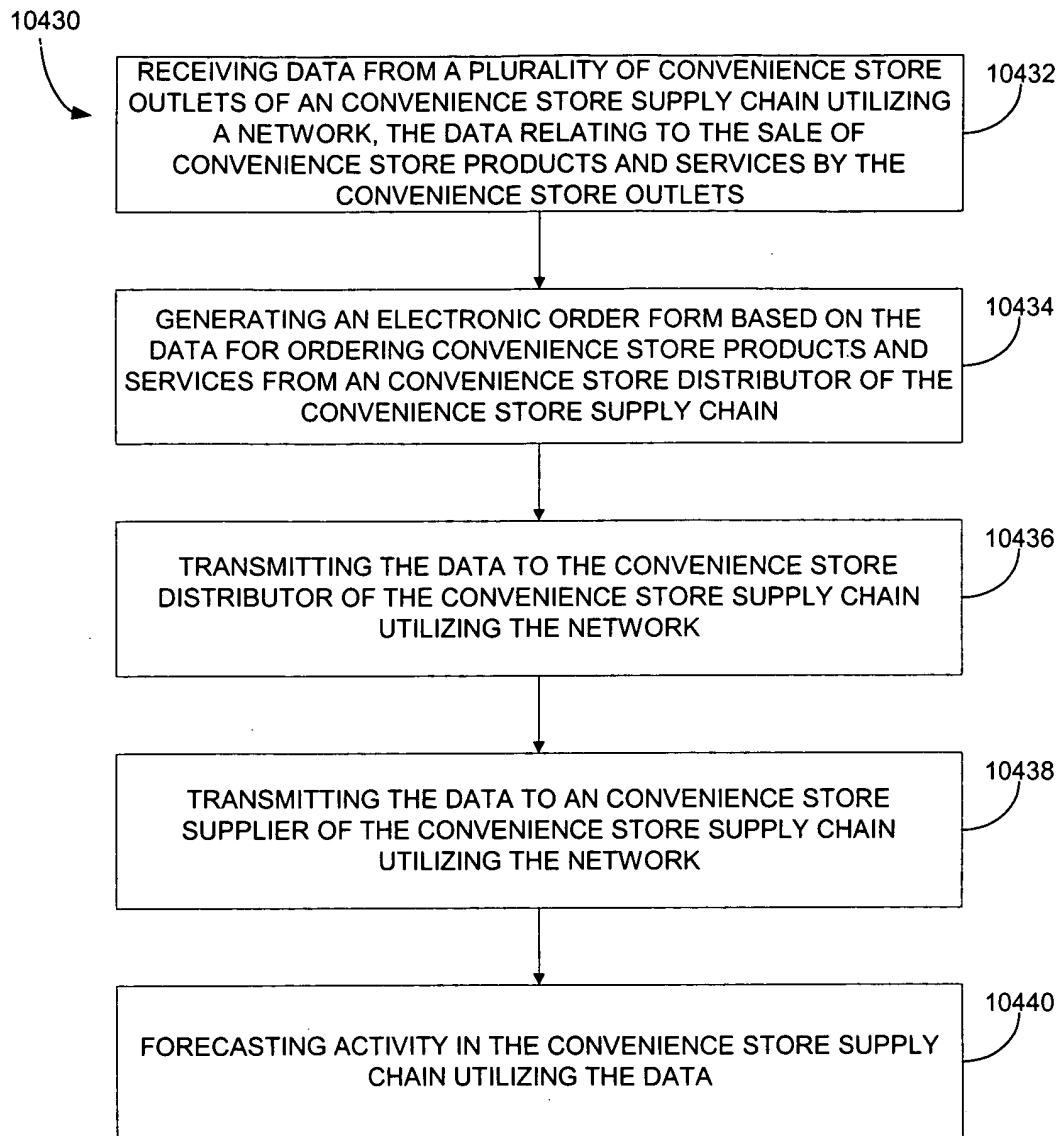 10430
RECEIVING DATA FROM A PLURALITY OF CONVENIENCE STORE
OUTLETS OF AN CONVENIENCE STORE SUPPLY CHAIN UTILIZING
A NETWORK, THE DATA RELATING TO THE SALE OF
CONVENIENCE STORE PRODUCTS AND SERVICES BY THE
CONVENIENCE STORE OUTLETS
10432
GENERATING AN ELECTRONIC ORDER FORM BASED ON THE
DATA FOR ORDERING CONVENIENCE STORE PRODUCTS AND
SERVICES FROM AN CONVENIENCE STORE DISTRIBUTOR OF THE
CONVENIENCE STORE SUPPLY CHAIN
10434
TRANSMITTING THE DATA TO THE CONVENIENCE STORE
DISTRIBUTOR OF THE CONVENIENCE STORE SUPPLY CHAIN
UTILIZING THE NETWORK
10436
TRANSMITTING THE DATA TO AN CONVENIENCE STORE
SUPPLIER OF THE CONVENIENCE STORE SUPPLY CHAIN
UTILIZING THE NETWORK
10438
FORECASTING ACTIVITY IN THE CONVENIENCE STORE SUPPLY
CHAIN UTILIZING THE DATA
10440